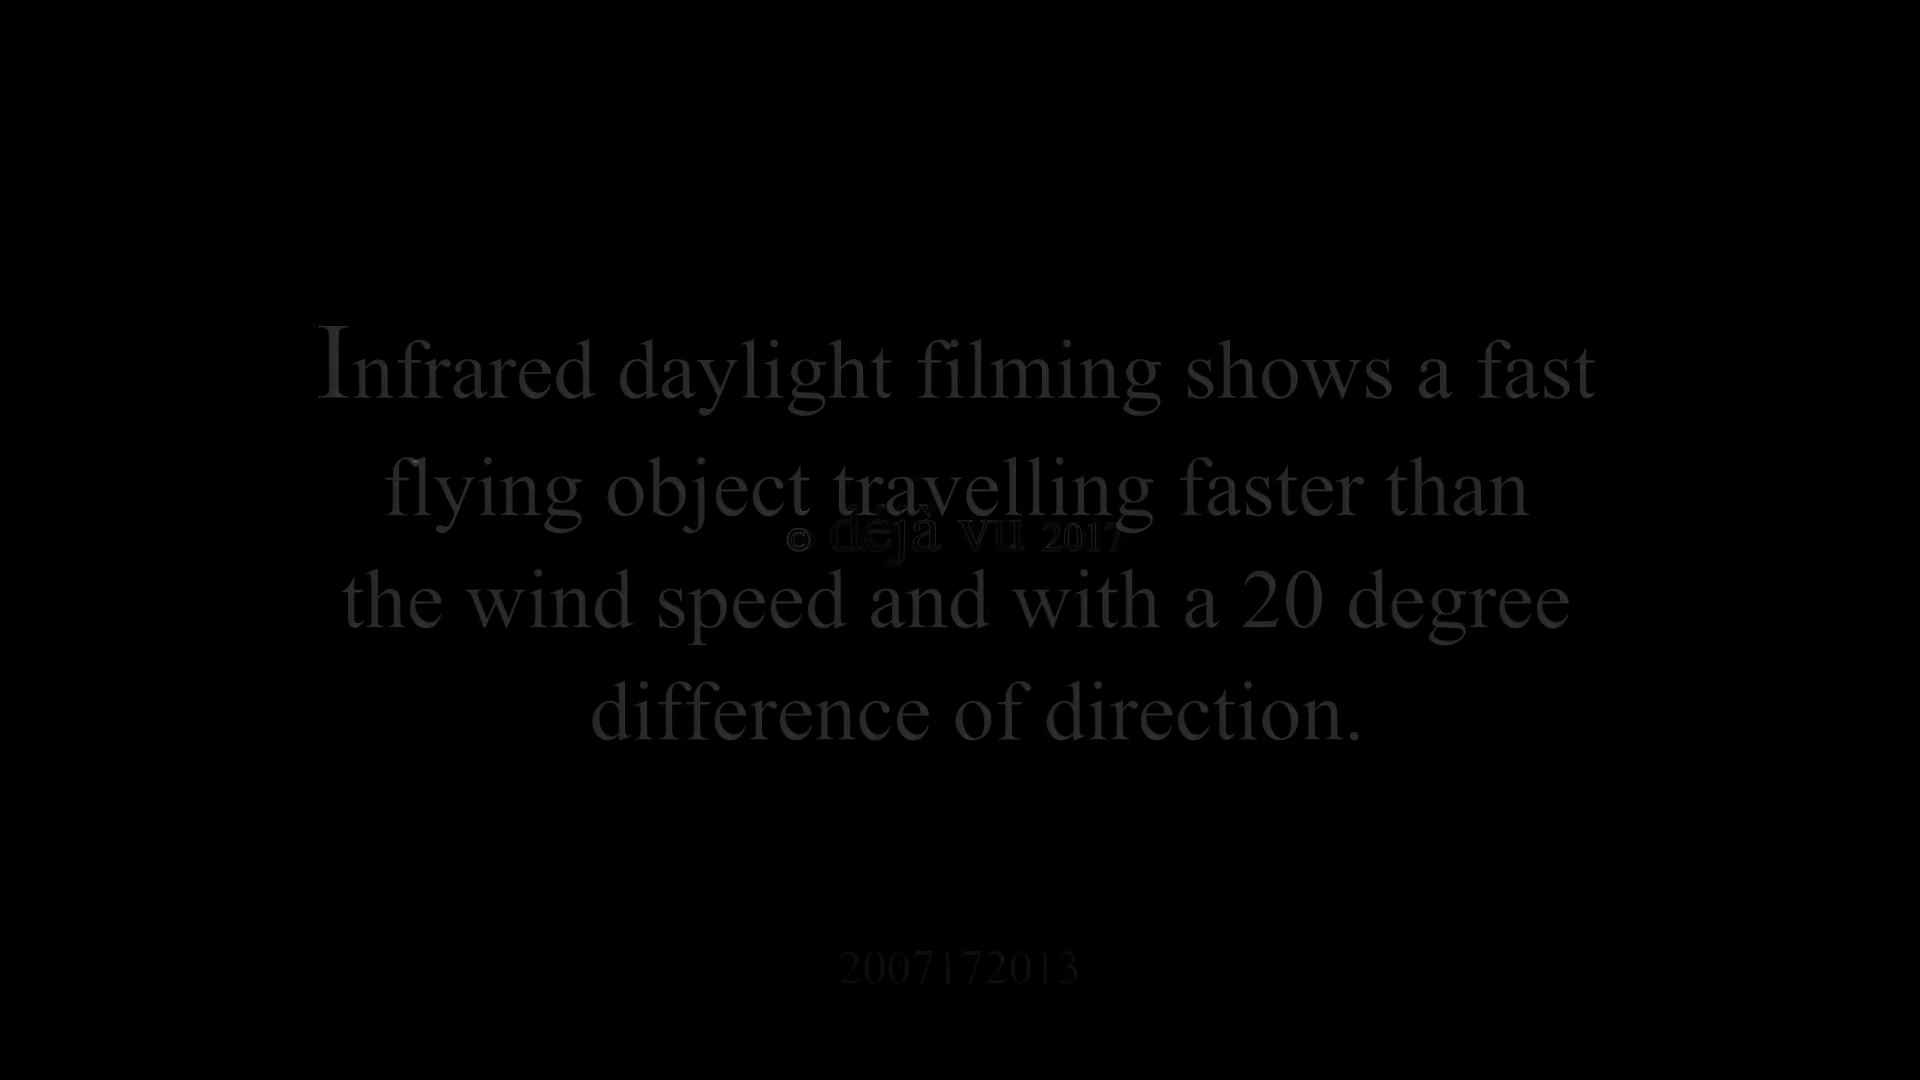 Infrared daylight filming shows a fast
flying object travelling faster than
© déjà vu 2017
the wind speed and with a 20 degree
difference of direction.
2007172013